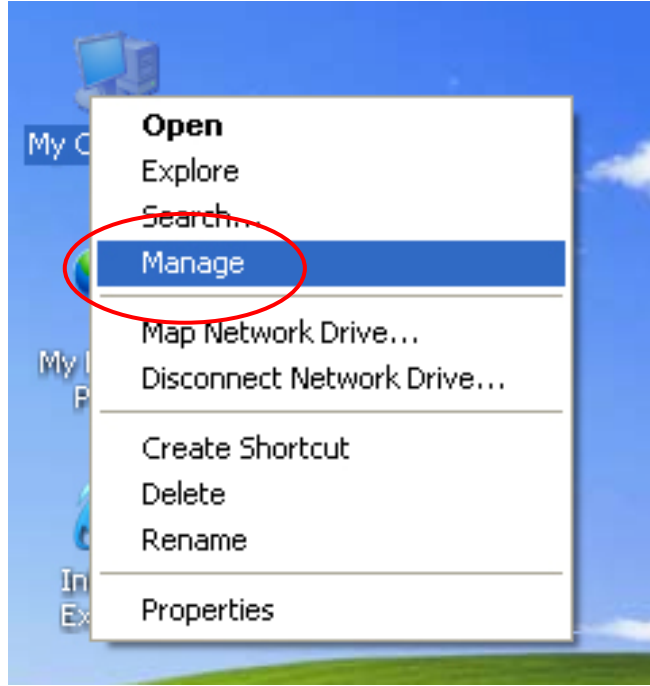 My C
Open
Explore
Search...
Manage
Map Network Drive...
My
P
Disconnect Network Drive...
Create Shortcut
Delete
Rename
In
Ex
Properties